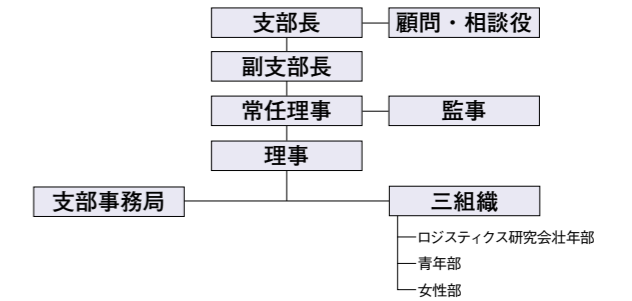 支部長
顧問・相談役
副支部長
常任理事
監事
理事
支部事務局
三組織
ロジスティクス研究会壮年部
青年部
女性部